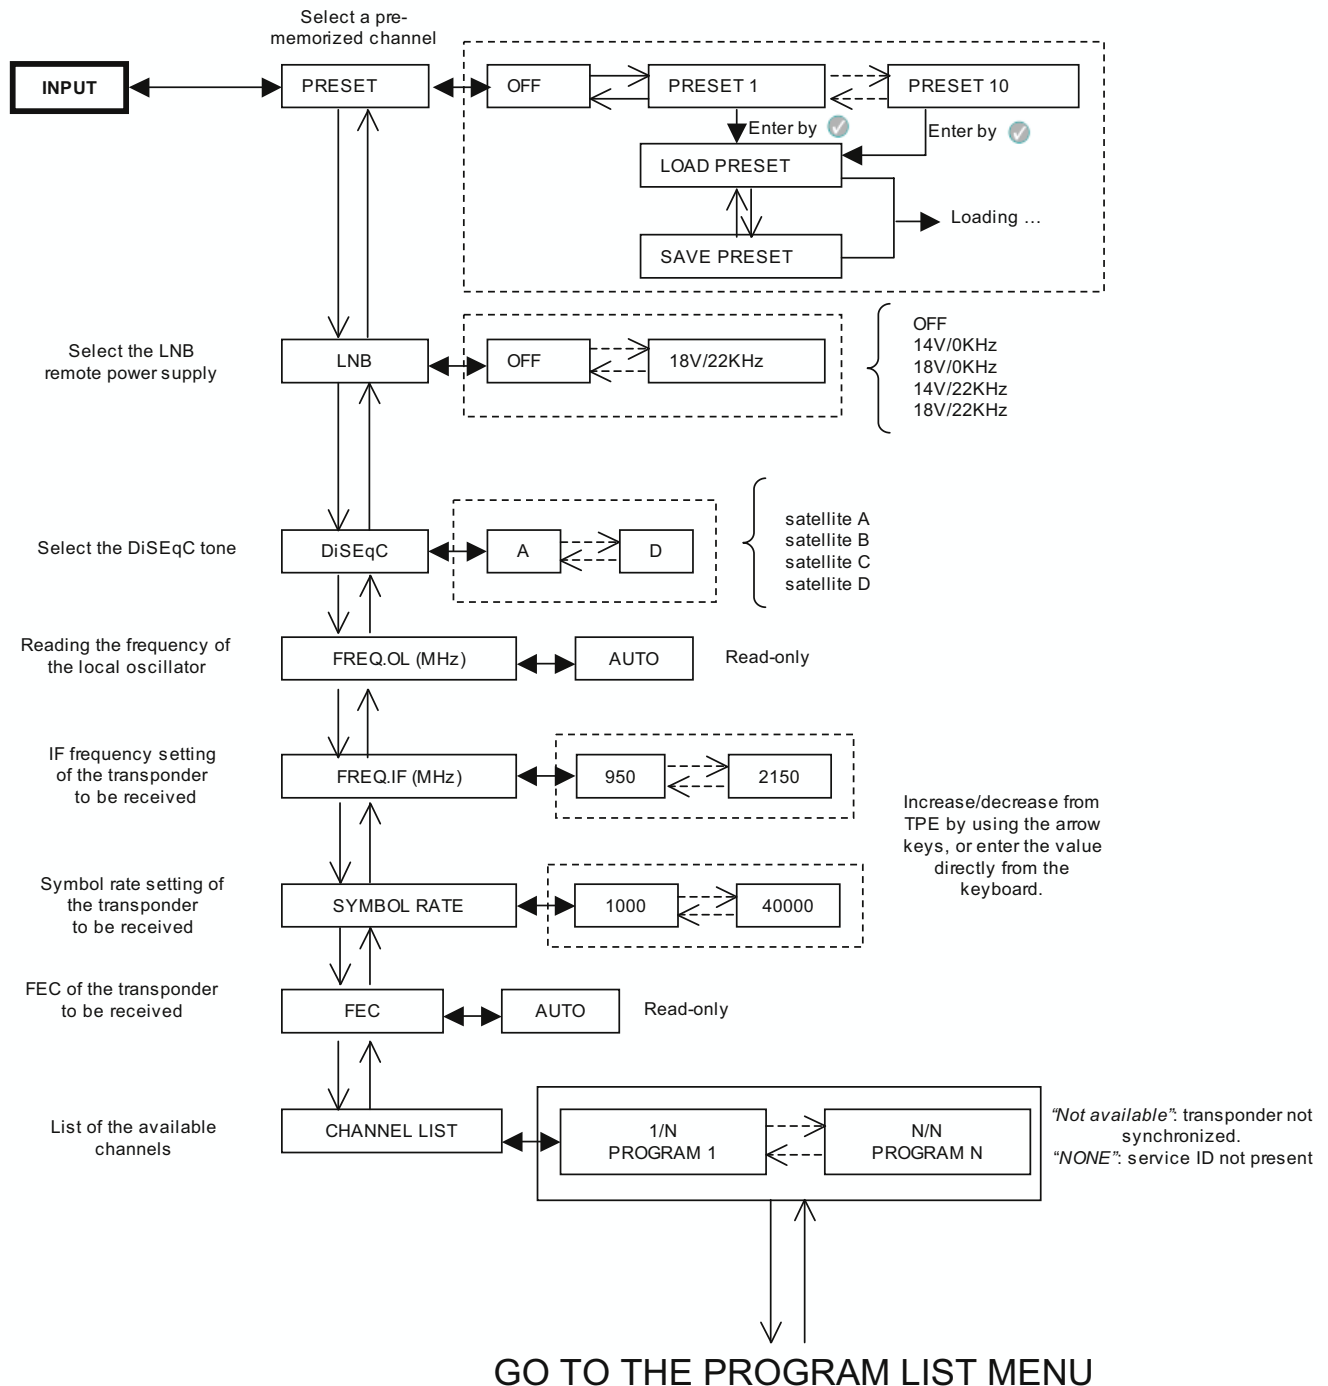 Select a pre-
memorized channel
INPUT
PRESET
OFF
PRESET 1
PRESET 10
Enter by
Enter by
LOAD PRESET
Loading ...
SAVE PRESET
Select the LNB
remote power supply
LNB
OFF
18V/22KHz
OFF
14V/0KHz
18V/0KHz
14V/22KHz
18V/22KHz
Select the DiSEqC tone
DiSEqC
A
D
satellite A
satellite B
satellite C
satellite D
Reading the frequency of
the local oscillator
FREQ.OL (MHz)
AUTO
Read-only
IF frequency setting
of the transponder
to be received
FREQ.IF (MHz)
950
2150
Increase/decrease from
TPE by using the arrow
keys, or enter the value
directly from the
keyboard.
Symbol rate setting of
the transponder
to be received
SYMBOL RATE
1000
40000
FEC of the transponder
to be received
FEC
AUTO
Read-only
List of the available
channels
CHANNEL LIST
1/N
PROGRAM 1
N/N
PROGRAM N
“Not available”: transponder not
synchronized.
“NONE”: service ID not present
GO TO THE PROGRAM LIST MENU